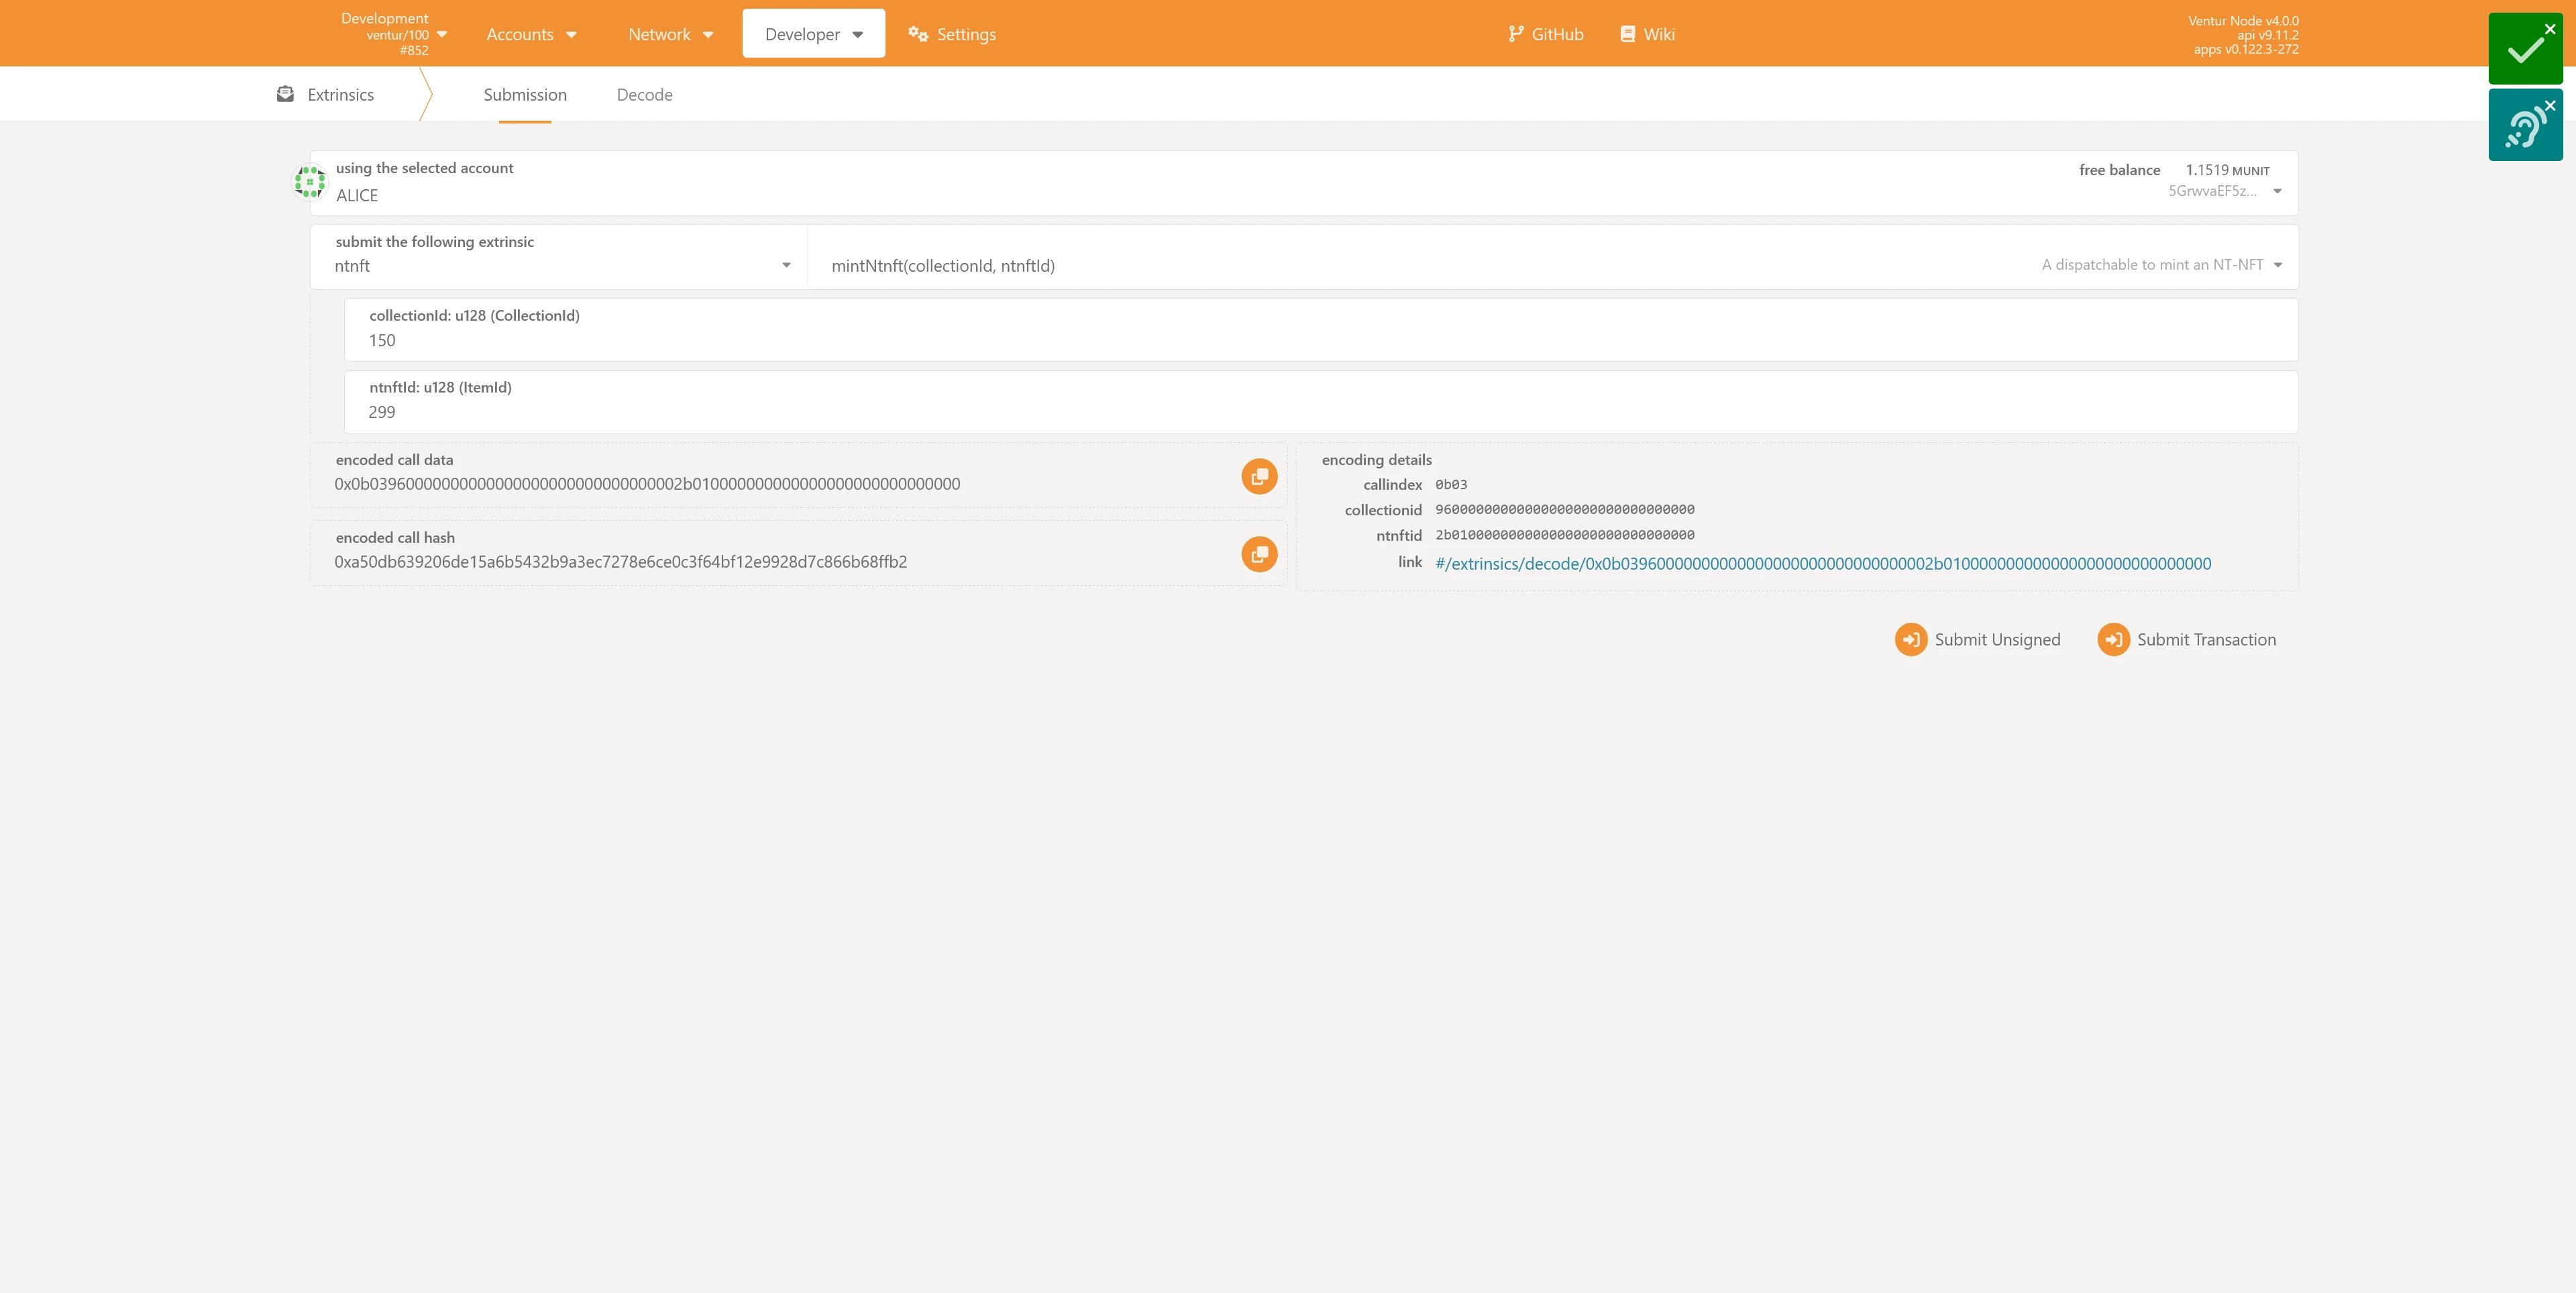 Development
ventur/100
#852
Accounts
Network
Developer
Settings
GitHub
Wiki
Ventur Node v4.0.0
api v9.11.2
apps v0.122.3-272
Extrinsics
Submission
Decode
using the selected account
ALICE
free balance 1.1519 MUNIT
5GrwvaEF5z...
submit the following extrinsic
ntnft
mintNtnft(collectionId, ntnftId)
A dispatchable to mint an NT-NFT
collectionId: u128 (CollectionId)
150
ntnftId: u128 (ItemId)
299
encoded call data
0x0b03960000000000000000000000000000002b010000000000000000000000000000
encoded call hash
0xa50db639206de15a6b5432b9a3ec7278e6ce0c3f64bf12e9928d7c866b68ffb2
encoding details
callindex 0b03
collectionid 96000000000000000000000000000000
ntnftid 2b010000000000000000000000000000
link #/extrinsics/decode/0x0b03960000000000000000000000000000002b010000000000000000000000000000
Submit Unsigned
Submit Transaction